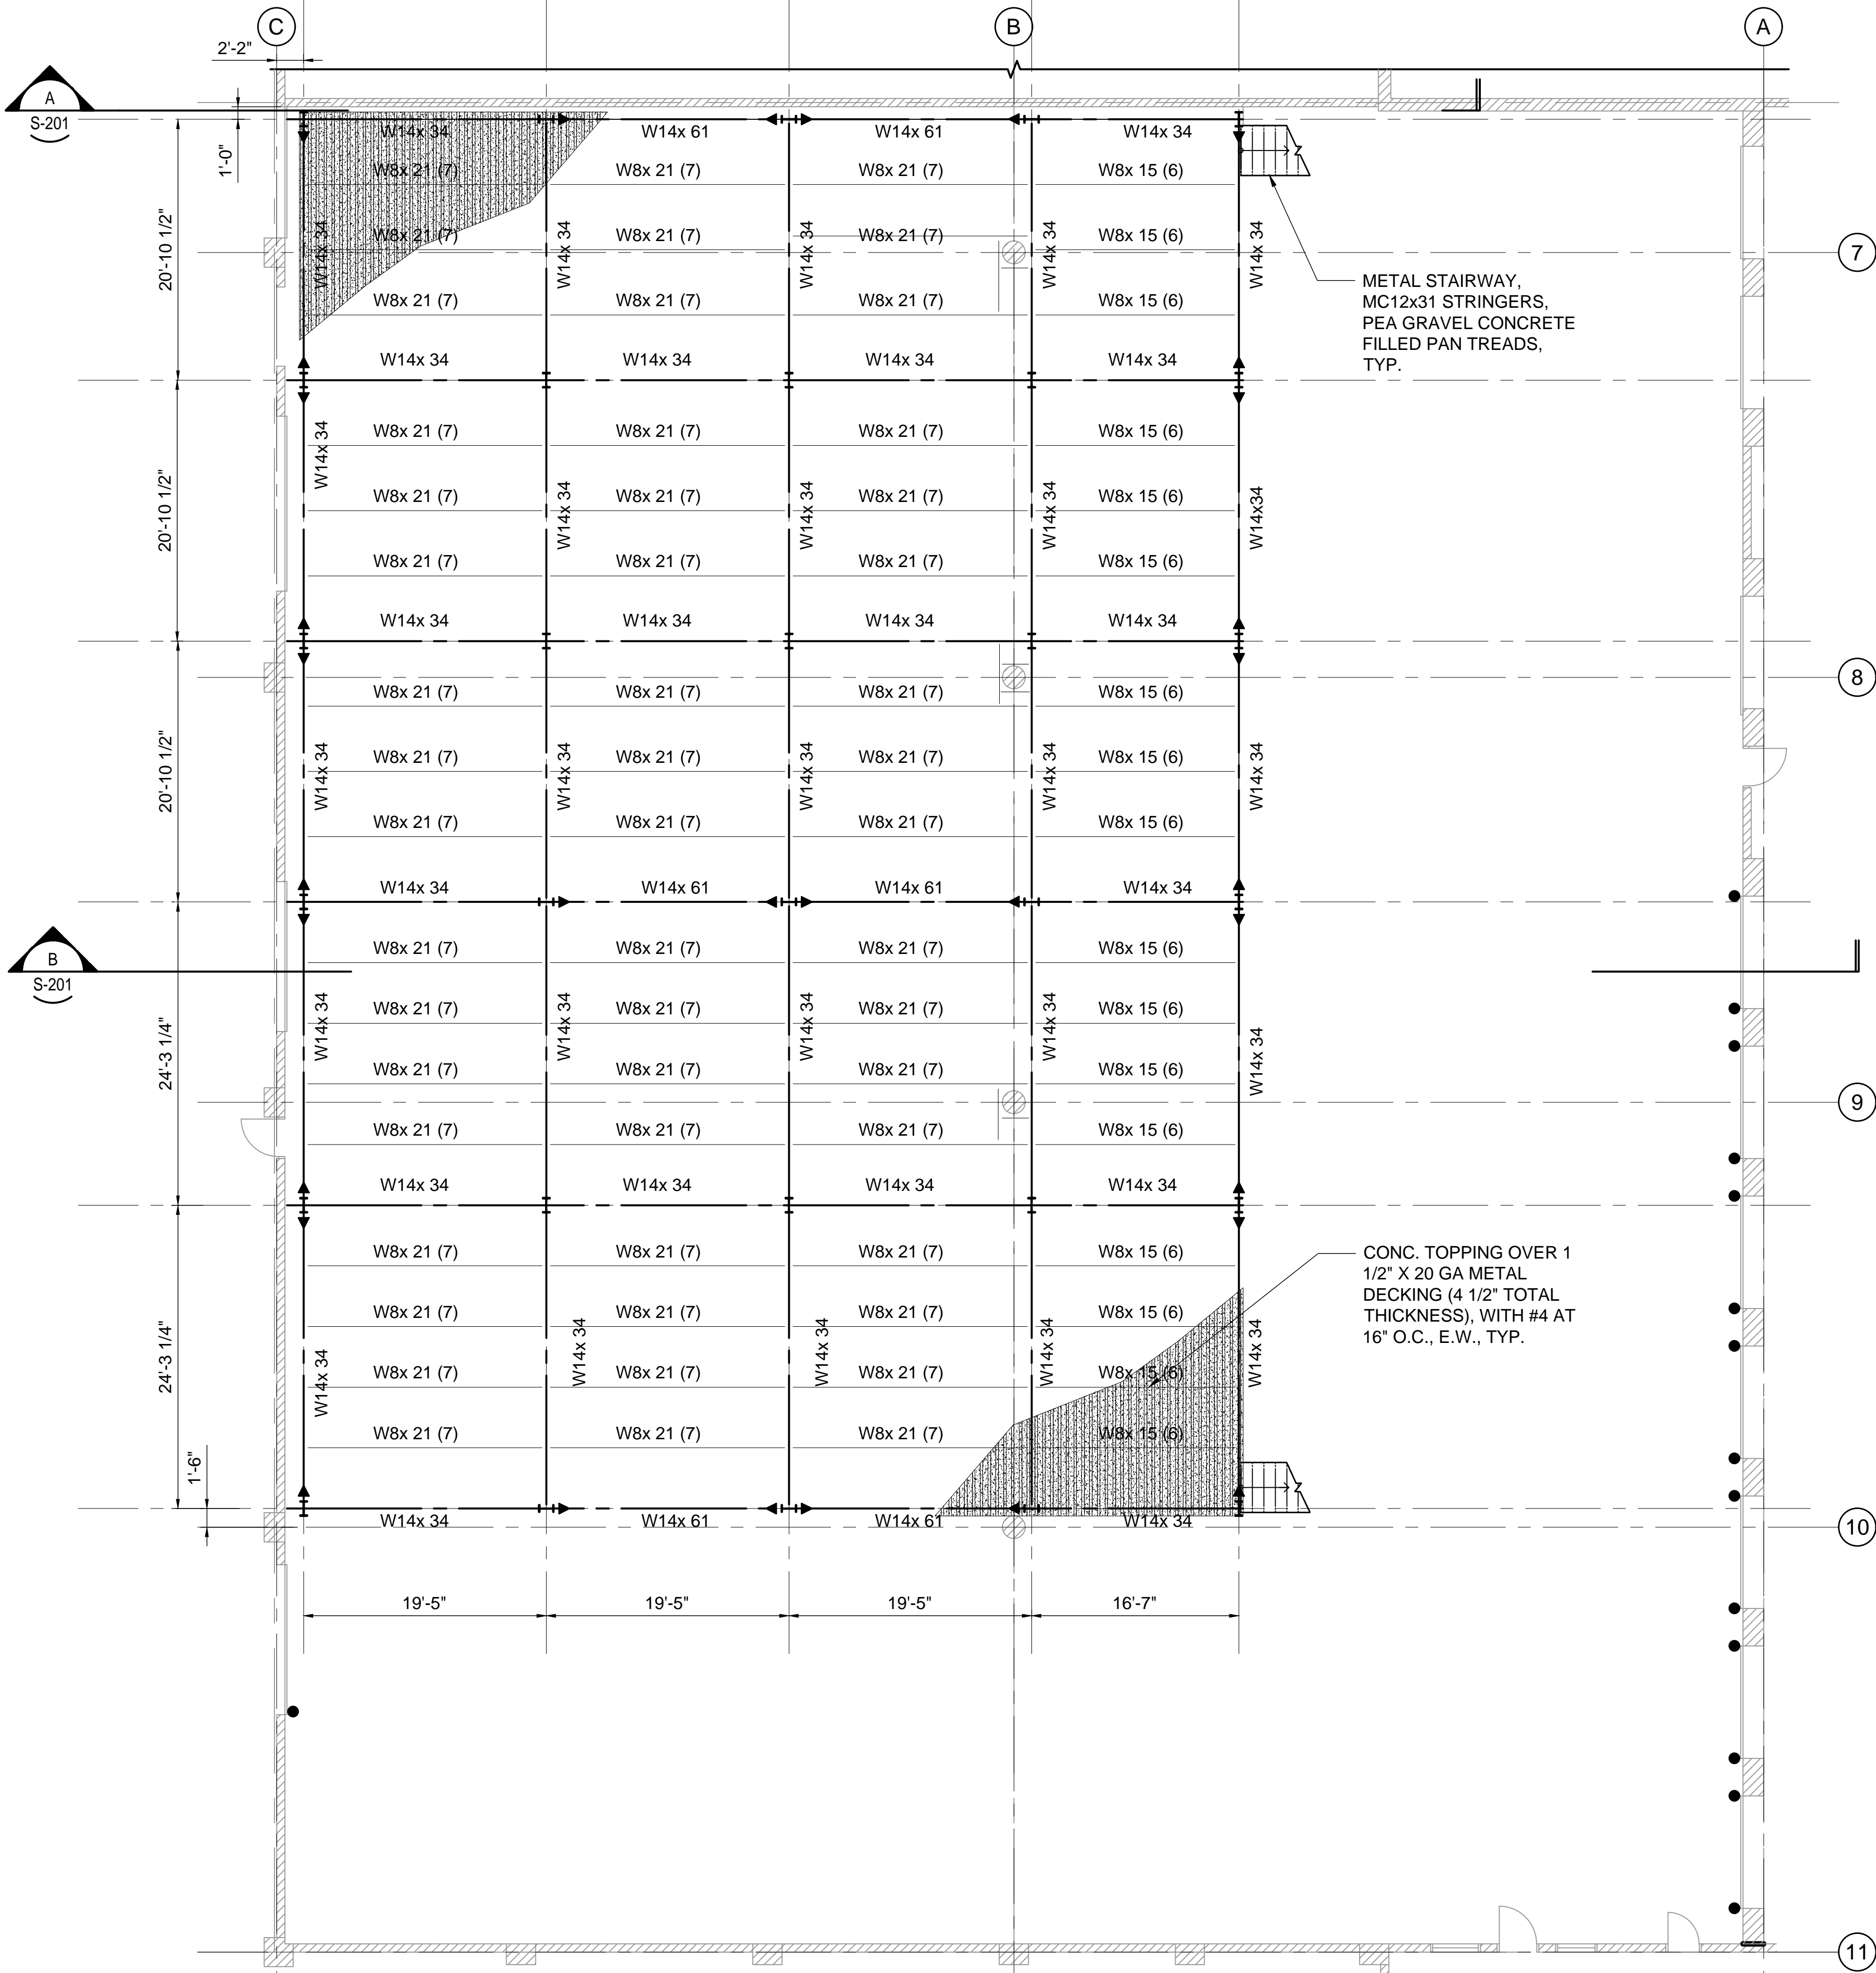 C
B
A
2'-2"
A
S-201
1'-0"
W14x 34
W14x 61
W14x 61
W14x 34
W8x 21 (7)
W8x 21 (7)
W8x 21 (7)
W8x 15 (6)
20'-10 1/2"
W14x 34
W14x 34
W14x 34
W14x 34
W14x 34
W8x 21 (7)
W8x 21 (7)
W8x 21 (7)
W8x 15 (6)
7
METAL STAIRWAY,
MC12x31 STRINGERS,
PEA GRAVEL CONCRETE
FILLED PAN TREADS,
TYP.
W8x 21 (7)
W8x 21 (7)
W8x 21 (7)
W8x 15 (6)
W14x 34
W14x 34
W14x 34
W14x 34
W8x 21 (7)
W8x 21 (7)
W8x 21 (7)
W8x 15 (6)
20'-10 1/2"
W14x 34
W14x 34
W14x 34
W14x 34
W14x34
W8x 21 (7)
W8x 21 (7)
W8x 21 (7)
W8x 15 (6)
W8x 21 (7)
W8x 21 (7)
W8x 21 (7)
W8x 15 (6)
W14x 34
W14x 34
W14x 34
W14x 34
8
W8x 21 (7)
W8x 21 (7)
W8x 21 (7)
W8x 15 (6)
20'-10 1/2"
W14x 34
W14x 34
W14x 34
W14x 34
W14x 34
W8x 21 (7)
W8x 21 (7)
W8x 21 (7)
W8x 15 (6)
W8x 21 (7)
W8x 21 (7)
W8x 21 (7)
W8x 15 (6)
W14x 34
W14x 61
W14x 61
W14x 34
B
S-201
W8x 21 (7)
W8x 21 (7)
W8x 21 (7)
W8x 15 (6)
24'-3 1/4"
W14x 34
W14x 34
W14x 34
W14x 34
W14x 34
W8x 21 (7)
W8x 21 (7)
W8x 21 (7)
W8x 15 (6)
W8x 21 (7)
W8x 21 (7)
W8x 21 (7)
W8x 15 (6)
9
W8x 21 (7)
W8x 21 (7)
W8x 21 (7)
W8x 15 (6)
W14x 34
W14x 34
W14x 34
W14x 34
W8x 21 (7)
W8x 21 (7)
W8x 21 (7)
W8x 15 (6)
CONC. TOPPING OVER 1
1/2" X 20 GA METAL
DECKING (4 1/2" TOTAL
THICKNESS), WITH #4 AT
16" O.C., E.W., TYP.
W8x 21 (7)
W8x 21 (7)
W8x 21 (7)
W8x 15 (6)
24'-3 1/4"
W14x 34
W14x 34
W14x 34
W14x 34
W14x 34
W8x 21 (7)
W8x 21 (7)
W8x 21 (7)
W8x 15 (6)
W8x 21 (7)
W8x 21 (7)
W8x 21 (7)
W8x 15 (6)
1'-6"
W14x 34
W14x 61
W14x 61
W14x 34
10
19'-5"
19'-5"
19'-5"
16'-7"
11